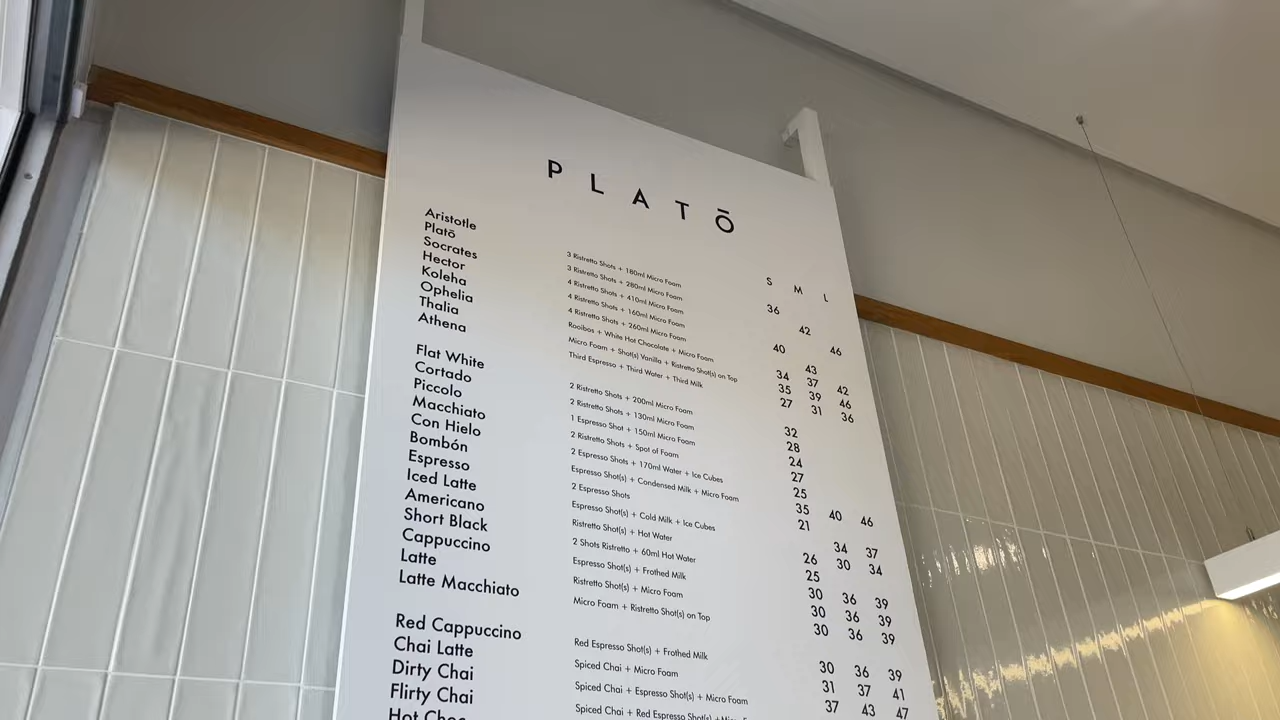 PLATŌ
S M L
Aristotle 3 Ristretto Shots + 180ml Micro Foam 36
Platō 3 Ristretto Shots + 280ml Micro Foam 42
Socrates 4 Ristretto Shots + 410ml Micro Foam 46
Hector 4 Ristretto Shots + 160ml Micro Foam 40
Koleha 4 Ristretto Shots + 260ml Micro Foam 43
Ophelia Rooibos + White Hot Chocolate + Micro Foam 34 37 42
Thalia Micro Foam + Shot(s) Vanilla + Ristretto Shot(s) on Top 35 39 46
Athena Third Espresso + Third Water + Third Milk 27 31 36
Flat White 2 Ristretto Shots + 200ml Micro Foam 32
Cortado 2 Ristretto Shots + 130ml Micro Foam 28
Piccolo 1 Espresso Shot + 150ml Micro Foam 24
Macchiato 2 Ristretto Shots + Spot of Foam 27
Con Hielo 2 Espresso Shots + 170ml Water + Ice Cubes 25
Bombón Espresso Shot(s) + Condensed Milk + Micro Foam 35 40 46
Espresso 2 Espresso Shots 21
Iced Latte Espresso Shot(s) + Cold Milk + Ice Cubes 34 37
Americano Ristretto Shot(s) + Hot Water 26 30 34
Short Black 2 Shots Ristretto + 60ml Hot Water 25
Cappuccino Espresso Shot(s) + Frothed Milk 30 36 39
Latte Ristretto Shot(s) + Micro Foam 30 36 39
Latte Macchiato Micro Foam + Ristretto Shot(s) on Top 30 36 39
Red Cappuccino Red Espresso Shot(s) + Frothed Milk 30 36 39
Chai Latte Spiced Chai + Micro Foam 31 37 41
Dirty Chai Spiced Chai + Espresso Shot(s) + Micro Foam 37 43 47
Flirty Chai Spiced Chai + Red Espresso Shot(s) +
Hot